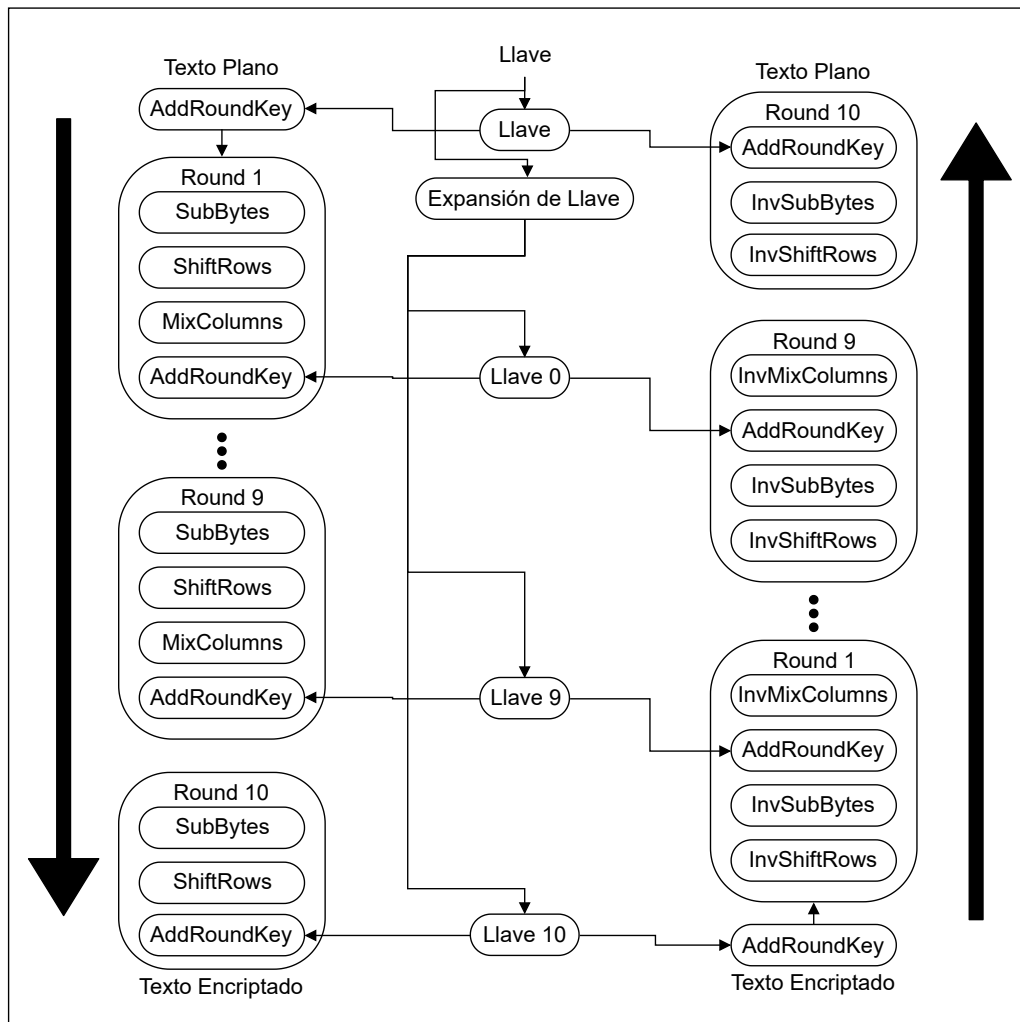 Texto Plano
AddRoundKey
Round 1
SubBytes
ShiftRows
MixColumns
AddRoundKey
Round 9
SubBytes
ShiftRows
MixColumns
AddRoundKey
Round 10
SubBytes
ShiftRows
AddRoundKey
Texto Encriptado
Llave
Llave
Expansión de Llave
Llave 0
Llave 9
Llave 10
Texto Plano
Round 10
AddRoundKey
InvSubBytes
InvShiftRows
Round 9
InvMixColumns
AddRoundKey
InvSubBytes
InvShiftRows
Round 1
InvMixColumns
AddRoundKey
InvSubBytes
InvShiftRows
AddRoundKey
Texto Encriptado